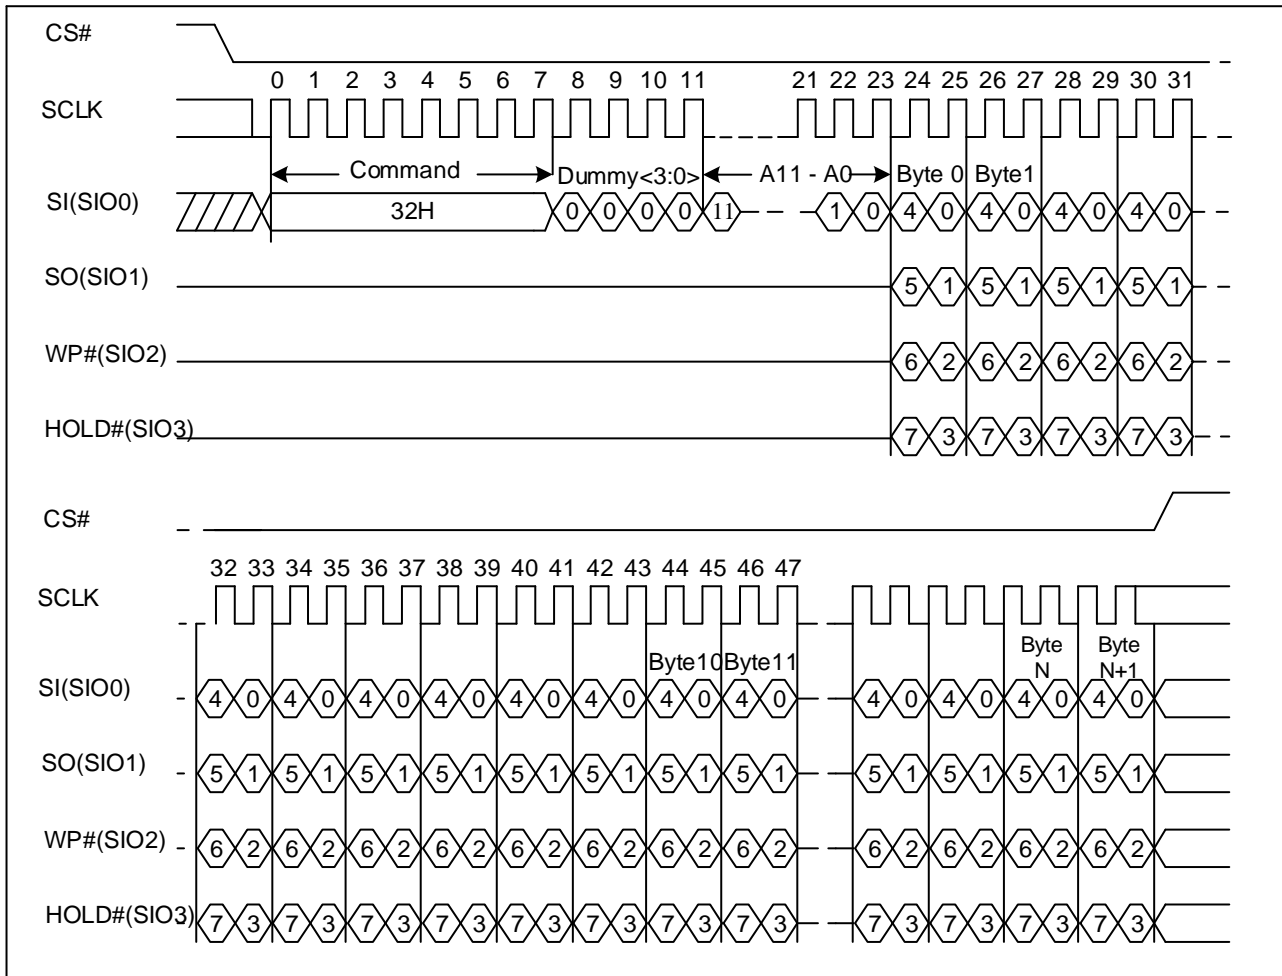 CS#
0 1 2 3 4 5 6 7 8 9 10 11 21 22 23 24 25 26 27 28 29 30 31
SCLK
Command Dummy<3:0> A11 - A0 Byte 0 Byte1
SI(SIO0) 32H 0 0 0 0 11 1 0 4 0 4 0 4 0 4 0
SO(SIO1) 5 1 5 1 5 1 5 1
WP#(SIO2) 6 2 6 2 6 2 6 2
HOLD#(SIO3) 7 3 7 3 7 3 7 3
CS#
32 33 34 35 36 37 38 39 40 41 42 43 44 45 46 47
SCLK
Byte10 Byte11 Byte N Byte N+1
SI(SIO0) 4 0 4 0 4 0 4 0 4 0 4 0 4 0 4 0 4 0 4 0 4 0 4 0
SO(SIO1) 5 1 5 1 5 1 5 1 5 1 5 1 5 1 5 1 5 1 5 1 5 1 5 1
WP#(SIO2) 6 2 6 2 6 2 6 2 6 2 6 2 6 2 6 2 6 2 6 2 6 2 6 2
HOLD#(SIO3) 7 3 7 3 7 3 7 3 7 3 7 3 7 3 7 3 7 3 7 3 7 3 7 3